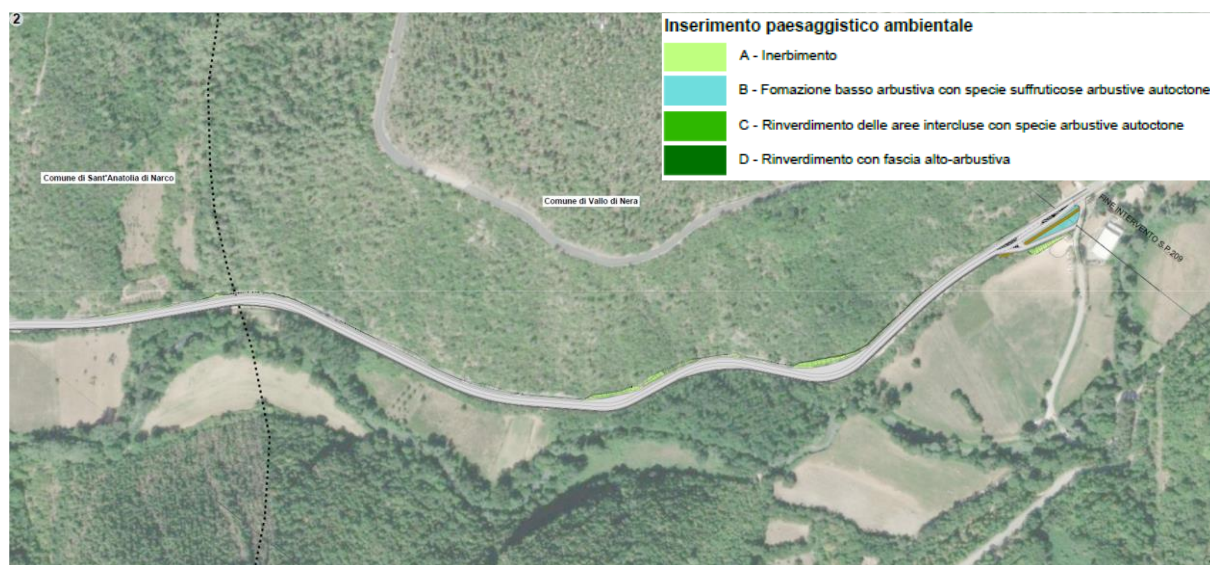 2
Inserimento paesaggistico ambientale
A - Inerbimento
B - Fomazione basso arbustiva con specie suffruticose arbustive autoctone
C - Rinverdimento delle aree intercluse con specie arbustive autoctone
D - Rinverdimento con fascia alto-arbustiva
Comune di Sant'Anatolia di Narco
Comune di Vallo di Nera
FINE INTERVENTO S.P.209